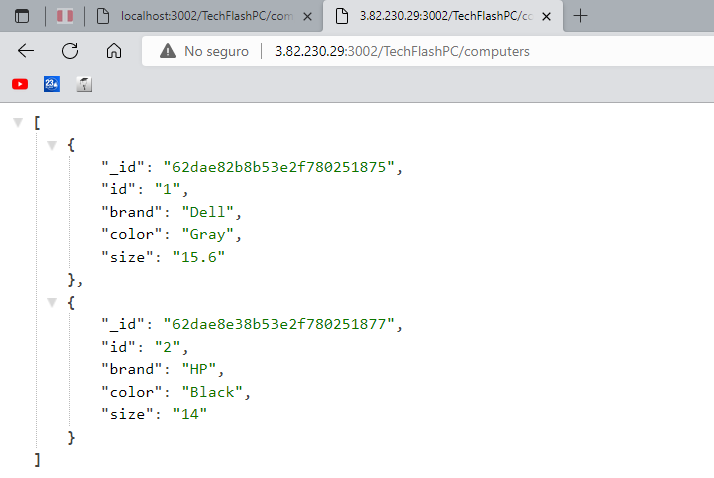 localhost:3002/TechFlashPC/com
3.82.230.29:3002/TechFlashPC/co
No seguro
3.82.230.29:3002/TechFlashPC/computers
23
[
{
"_id": "62dae82b8b53e2f780251875",
"id": "1",
"brand": "Dell",
"color": "Gray",
"size": "15.6"
},
{
"_id": "62dae8e38b53e2f780251877",
"id": "2",
"brand": "HP",
"color": "Black",
"size": "14"
}
]